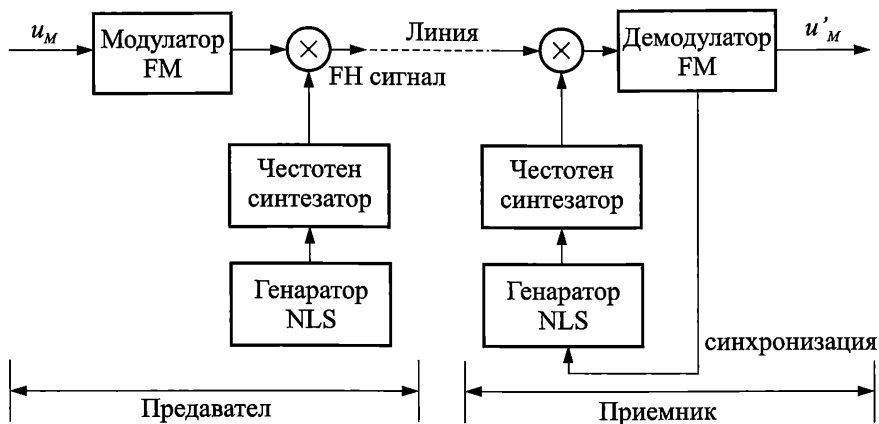 u_M
Модулатор
FM
FH сигнал
Линия
Демодулатор
FM
u'_M
Честотен
синтезатор
Генаратор
NLS
Честотен
синтезатор
Генаратор
NLS
синхронизация
Предавател
Приемник